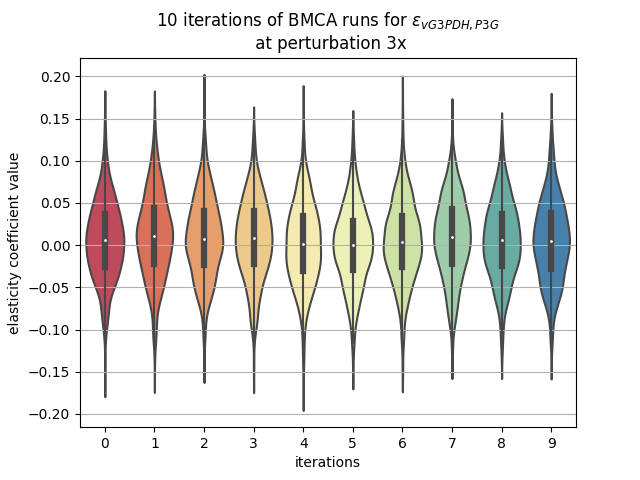 10 iterations of BMCA runs for ε_{vG3PDH,P3G}
at perturbation 3x
elasticity coefficient value
0.20
0.15
0.10
0.05
0.00
−0.05
−0.10
−0.15
−0.20
0 1 2 3 4 5 6 7 8 9
iterations